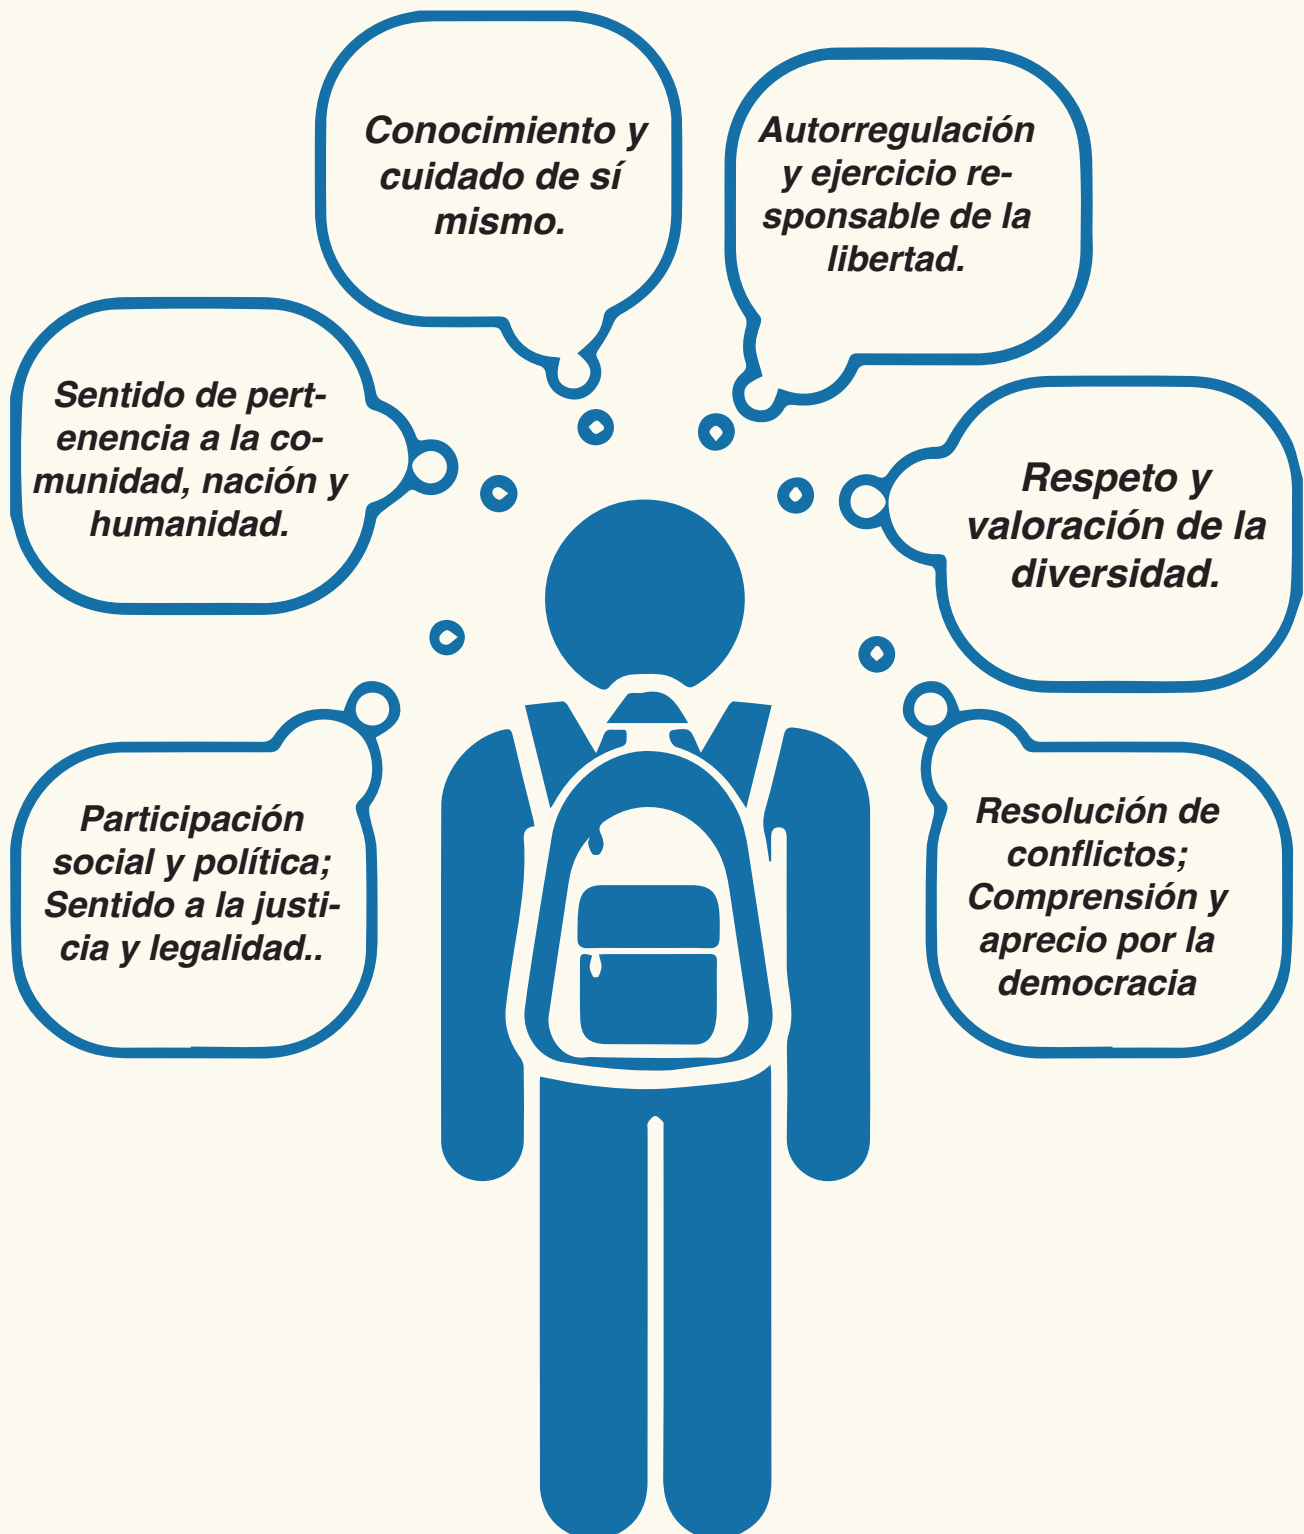 Conocimiento y
cuidado de sí
mismo.
Autorregulación
y ejercicio re-
sponsable de la
libertad.
Sentido de pert-
enencia a la co-
munidad, nación y
humanidad.
Respeto y
valoración de la
diversidad.
Participación
social y política;
Sentido a la justi-
cia y legalidad..
Resolución de
conflictos;
Comprensión y
aprecio por la
democracia